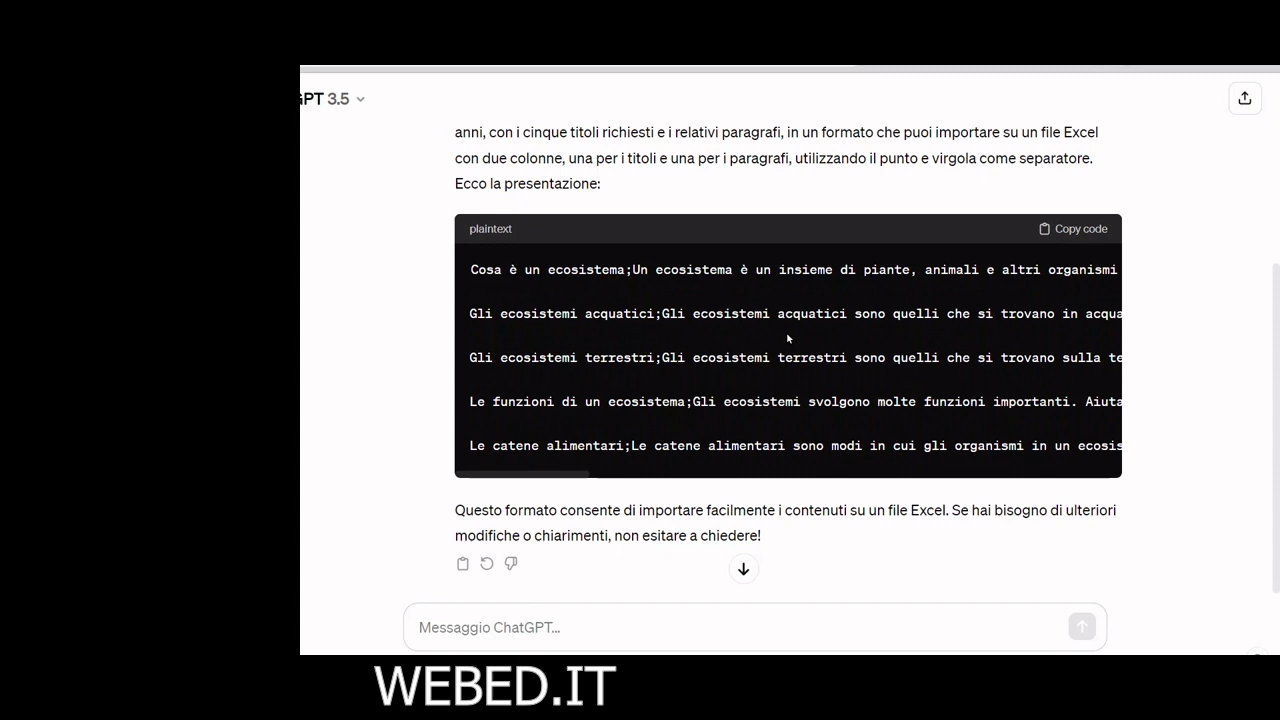 GPT 3.5
anni, con i cinque titoli richiesti e i relativi paragrafi, in un formato che puoi importare su un file Excel
con due colonne, una per i titoli e una per i paragrafi, utilizzando il punto e virgola come separatore.
Ecco la presentazione:
plaintext
Copy code
Cosa è un ecosistema;Un ecosistema è un insieme di piante, animali e altri organismi
Gli ecosistemi acquatici;Gli ecosistemi acquatici sono quelli che si trovano in acqua
Gli ecosistemi terrestri;Gli ecosistemi terrestri sono quelli che si trovano sulla te
Le funzioni di un ecosistema;Gli ecosistemi svolgono molte funzioni importanti. Aiuta
Le catene alimentari;Le catene alimentari sono modi in cui gli organismi in un ecosis
Questo formato consente di importare facilmente i contenuti su un file Excel. Se hai bisogno di ulteriori
modifiche o chiarimenti, non esitare a chiedere!
Messaggio ChatGPT...
WEBED.IT